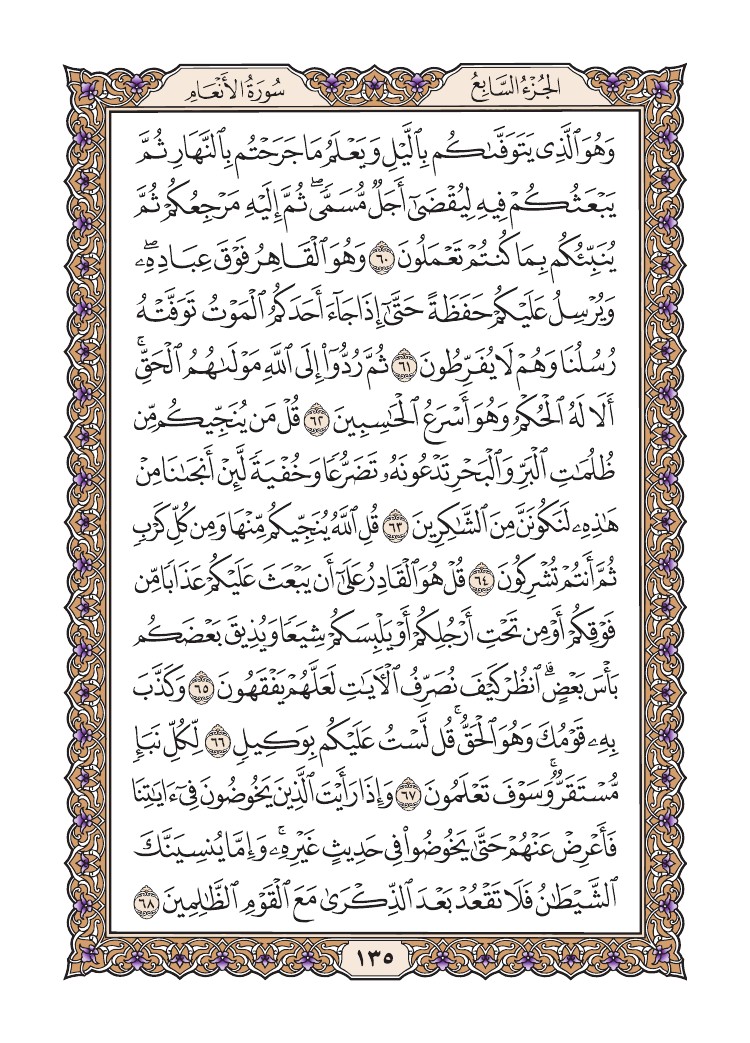 الجُزْءُ السَّابِعُ
سُورَةُ الأَنْعَامِ
وَهُوَ ٱلَّذِى يَتَوَفَّىٰكُم بِٱلَّيْلِ وَيَعْلَمُ مَا جَرَحْتُم بِٱلنَّهَارِ ثُمَّ
يَبْعَثُكُمْ فِيهِ لِيُقْضَىٰٓ أَجَلٌ مُّسَمًّى ۖ ثُمَّ إِلَيْهِ مَرْجِعُكُمْ ثُمَّ
يُنَبِّئُكُم بِمَا كُنتُمْ تَعْمَلُونَ ٦٠ وَهُوَ ٱلْقَاهِرُ فَوْقَ عِبَادِهِۦ ۖ
وَيُرْسِلُ عَلَيْكُمْ حَفَظَةً حَتَّىٰٓ إِذَا جَآءَ أَحَدَكُمُ ٱلْمَوْتُ تَوَفَّتْهُ
رُسُلُنَا وَهُمْ لَا يُفَرِّطُونَ ٦١ ثُمَّ رُدُّوٓا۟ إِلَى ٱللَّهِ مَوْلَىٰهُمُ ٱلْحَقِّ ۚ
أَلَا لَهُ ٱلْحُكْمُ وَهُوَ أَسْرَعُ ٱلْحَٰسِبِينَ ٦٢ قُلْ مَن يُنَجِّيكُم مِّن
ظُلُمَٰتِ ٱلْبَرِّ وَٱلْبَحْرِ تَدْعُونَهُۥ تَضَرُّعًا وَخُفْيَةً لَّئِنْ أَنجَىٰنَا مِنْ
هَٰذِهِۦ لَنَكُونَنَّ مِنَ ٱلشَّٰكِرِينَ ٦٣ قُلِ ٱللَّهُ يُنَجِّيكُم مِّنْهَا وَمِن كُلِّ كَرْبٍ
ثُمَّ أَنتُمْ تُشْرِكُونَ ٦٤ قُلْ هُوَ ٱلْقَادِرُ عَلَىٰٓ أَن يَبْعَثَ عَلَيْكُمْ عَذَابًا مِّن
فَوْقِكُمْ أَوْ مِن تَحْتِ أَرْجُلِكُمْ أَوْ يَلْبِسَكُمْ شِيَعًا وَيُذِيقَ بَعْضَكُم
بَأْسَ بَعْضٍ ۗ ٱنظُرْ كَيْفَ نُصَرِّفُ ٱلْءَايَٰتِ لَعَلَّهُمْ يَفْقَهُونَ ٦٥ وَكَذَّبَ
بِهِۦ قَوْمُكَ وَهُوَ ٱلْحَقُّ ۚ قُل لَّسْتُ عَلَيْكُم بِوَكِيلٍ ٦٦ لِّكُلِّ نَبَإٍ
مُّسْتَقَرٌّ ۚ وَسَوْفَ تَعْلَمُونَ ٦٧ وَإِذَا رَأَيْتَ ٱلَّذِينَ يَخُوضُونَ فِىٓ ءَايَٰتِنَا
فَأَعْرِضْ عَنْهُمْ حَتَّىٰ يَخُوضُوا۟ فِى حَدِيثٍ غَيْرِهِۦ ۚ وَإِمَّا يُنسِيَنَّكَ
ٱلشَّيْطَٰنُ فَلَا تَقْعُدْ بَعْدَ ٱلذِّكْرَىٰ مَعَ ٱلْقَوْمِ ٱلظَّٰلِمِينَ ٦٨
١٣٥